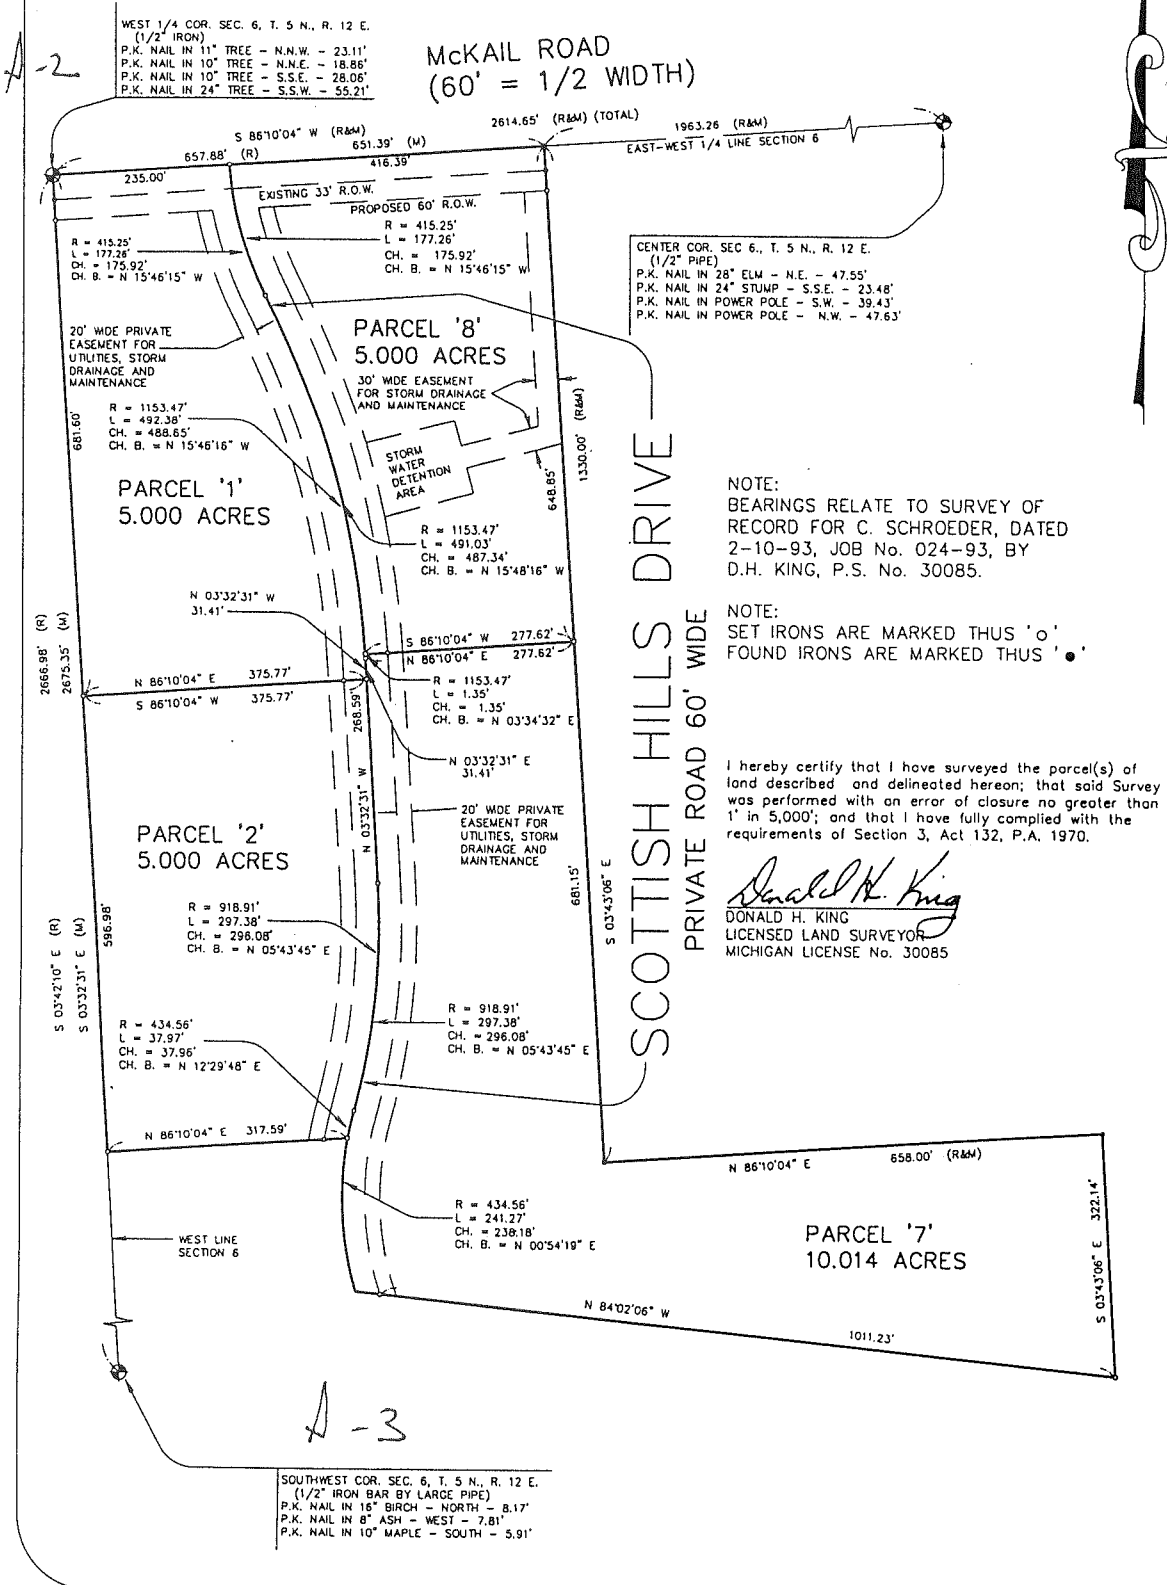 A-2
WEST 1/4 COR. SEC. 6, T. 5 N., R. 12 E.
(1/2" IRON)
P.K. NAIL IN 11" TREE - N.N.W. - 23.11'
P.K. NAIL IN 10" TREE - N.N.E. - 18.86'
P.K. NAIL IN 10" TREE - S.S.E. - 28.06'
P.K. NAIL IN 24" TREE - S.S.W. - 55.21'
McKAIL ROAD
(60' = 1/2 WIDTH)
S 86°10'04" W (R&M)
2614.65' (R&M) (TOTAL)
1963.26 (R&M)
EAST-WEST 1/4 LINE SECTION 6
657.88' (R)
651.39' (M)
235.00'
416.39'
EXISTING 33' R.O.W.
PROPOSED 60' R.O.W.
R = 415.25'
L = 177.26'
CH. = 175.92'
CH. B. = N 15°46'15" W
R = 415.25'
L = 177.26'
CH. = 175.92'
CH. B. = N 15°46'15" W
CENTER COR. SEC 6., T. 5 N., R. 12 E.
(1/2" PIPE)
P.K. NAIL IN 28" ELM - N.E. - 47.55'
P.K. NAIL IN 24" STUMP - S.S.E. - 23.48'
P.K. NAIL IN POWER POLE - S.W. - 39.43'
P.K. NAIL IN POWER POLE - N.W. - 47.63'
20' WIDE PRIVATE
EASEMENT FOR
UTILITIES, STORM
DRAINAGE AND
MAINTENANCE
PARCEL '8'
5.000 ACRES
30' WIDE EASEMENT
FOR STORM DRAINAGE
AND MAINTENANCE
681.60'
R = 1153.47'
L = 492.38'
CH. = 488.65'
CH. B. = N 15°46'16" W
STORM
WATER
DETENTION
AREA
1330.00' (R&M)
648.85'
PARCEL '1'
5.000 ACRES
R = 1153.47'
L = 491.03'
CH. = 487.34'
CH. B. = N 15°48'16" W
SCOTTISH HILLS DRIVE
PRIVATE ROAD 60' WIDE
NOTE:
BEARINGS RELATE TO SURVEY OF
RECORD FOR C. SCHROEDER, DATED
2-10-93, JOB No. 024-93, BY
D.H. KING, P.S. No. 30085.
NOTE:
SET IRONS ARE MARKED THUS 'o'
FOUND IRONS ARE MARKED THUS '●'
N 03°32'31" W
31.41'
S 86°10'04" W 277.62'
N 86°10'04" E 277.62'
2666.98' (R)
2675.35' (M)
N 86°10'04" E 375.77'
S 86°10'04" W 375.77'
R = 1153.47'
L = 1.35'
CH. = 1.35'
CH. B. = N 03°34'32" E
268.59'
N 03°32'31" W
N 03°32'31" E
31.41'
I hereby certify that I have surveyed the parcel(s) of
land described and delineated hereon; that said Survey
was performed with an error of closure no greater than
1' in 5,000'; and that I have fully complied with the
requirements of Section 3, Act 132, P.A. 1970.
Donald H. King
DONALD H. KING
LICENSED LAND SURVEYOR
MICHIGAN LICENSE No. 30085
PARCEL '2'
5.000 ACRES
20' WIDE PRIVATE
EASEMENT FOR
UTILITIES, STORM
DRAINAGE AND
MAINTENANCE
681.15'
S 03°43'06" E
R = 918.91'
L = 297.38'
CH. = 296.08'
CH. B. = N 05°43'45" E
596.98'
S 03°42'10" E (R)
S 03°32'31" E (M)
R = 918.91'
L = 297.38'
CH. = 296.08'
CH. B. = N 05°43'45" E
R = 434.56'
L = 37.97'
CH. = 37.96'
CH. B. = N 12°29'48" E
N 86°10'04" E 317.59'
N 86°10'04" E 658.00' (R&M)
R = 434.56'
L = 241.27'
CH. = 238.18'
CH. B. = N 00°54'19" E
PARCEL '7'
10.014 ACRES
S 03°43'06" E 322.14'
WEST LINE
SECTION 6
N 84°02'06" W
1011.23'
A-3
SOUTHWEST COR. SEC. 6, T. 5 N., R. 12 E.
(1/2" IRON BAR BY LARGE PIPE)
P.K. NAIL IN 16" BIRCH - NORTH - 8.17'
P.K. NAIL IN 8" ASH - WEST - 7.81'
P.K. NAIL IN 10" MAPLE - SOUTH - 5.91'